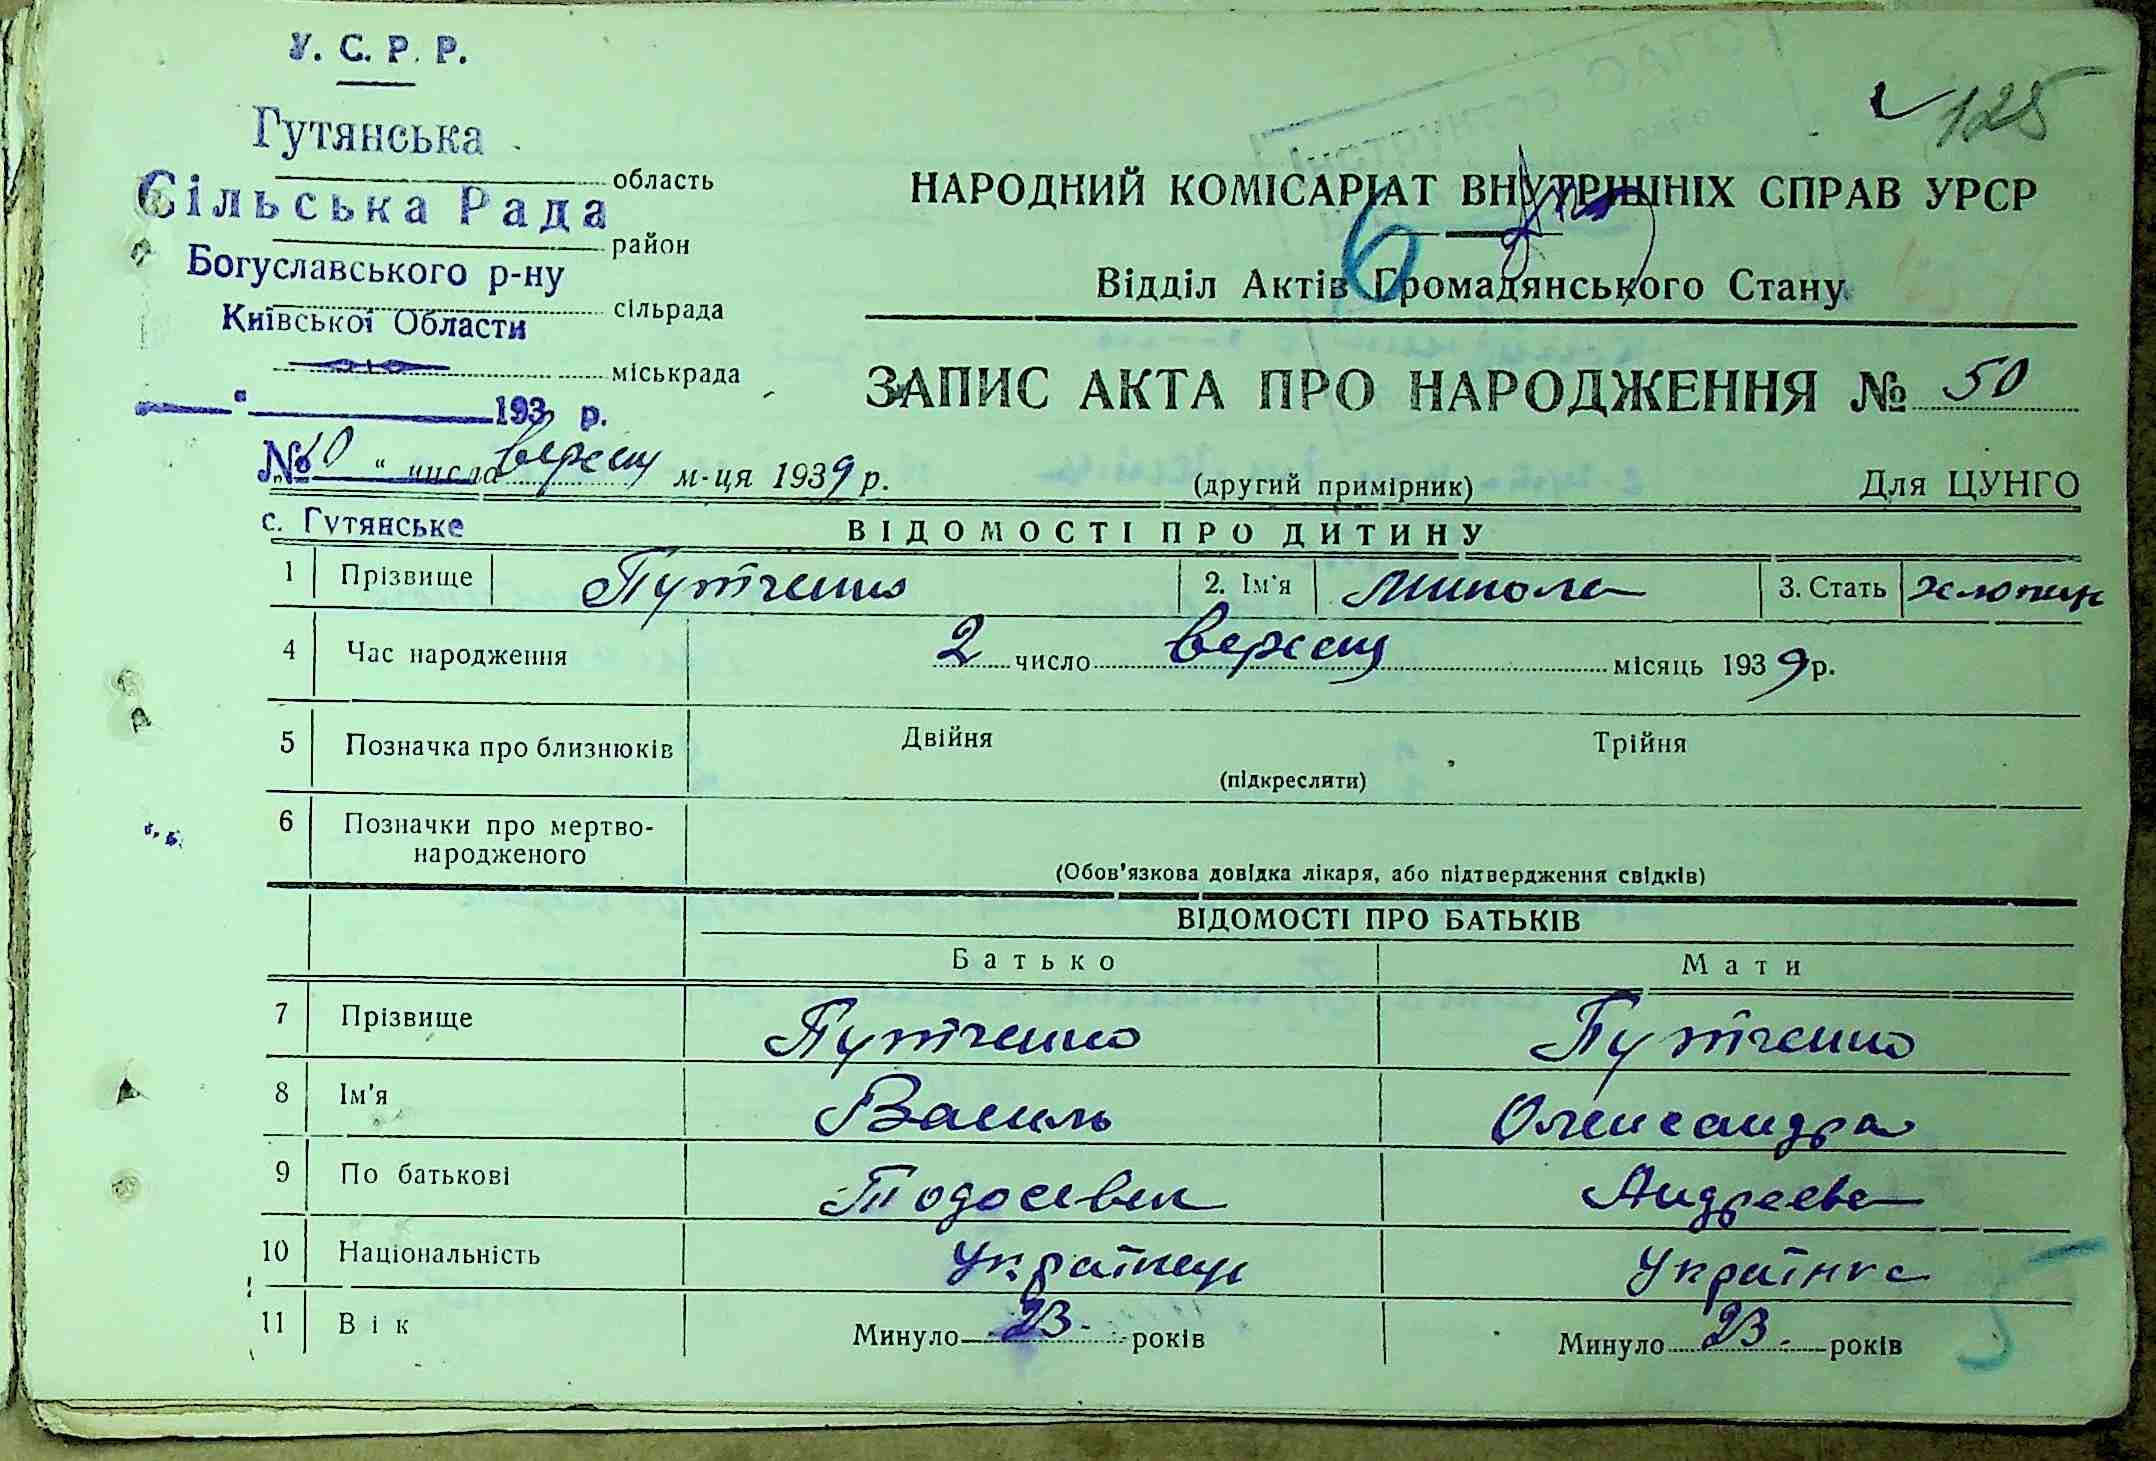 У. С. Р. Р.
Гутянська
область
Сільська Рада
район
Богуславського р-ну
сільрада
Київської Області
міськрада
193 р.
125
НАРОДНИЙ КОМІСАРІАТ ВНУТРІШНІХ СПРАВ УРСР
6
Відділ Актів Громадянського Стану
ЗАПИС АКТА ПРО НАРОДЖЕННЯ № 50
№ 10 " числа вересня м-ця 1939 р.
(другий примірник) Для ЦУНГО
с. Гутянське
ВІДОМОСТІ ПРО ДИТИНУ
1 Прізвище Путченко 2. Ім'я Микола 3. Стать хлопец
4 Час народження 2 число вересня місяць 1939 р.
5 Позначка про близнюків Двійня Трійня
(підкреслити)
6 Позначки про мертво-
народженого
(Обов'язкова довідка лікаря, або підтвердження свідків)
ВІДОМОСТІ ПРО БАТЬКІВ
Батько Мати
7 Прізвище Путченко Путченко
8 Ім'я Василь Олександра
9 По батькові Тодосевич Андреевна
10 Національність Українець Українка
11 Вік Минуло 23 років Минуло 23 років